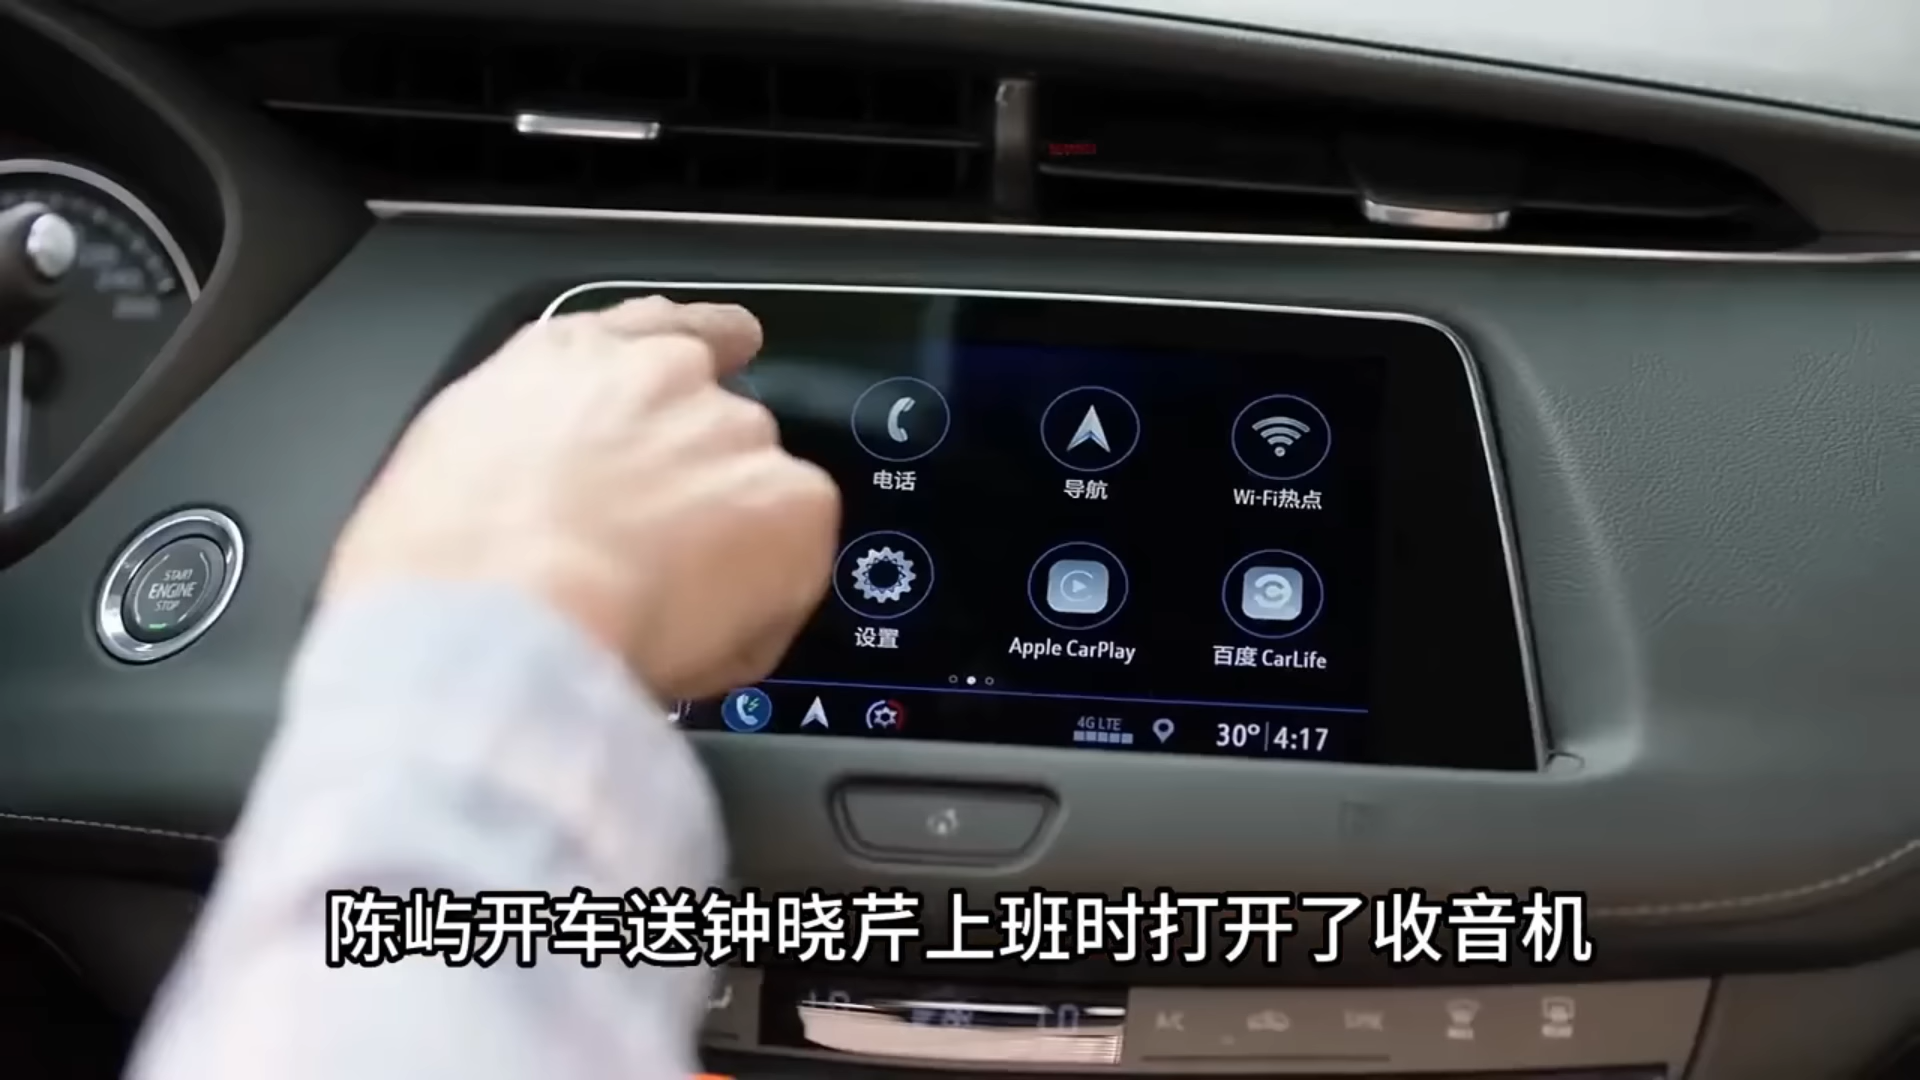 电话
导航
Wi-Fi热点
START
ENGINE
STOP
设置
Apple CarPlay
百度 CarLife
4G LTE
30°
4:17
陈屿开车送钟晓芹上班时打开了收音机